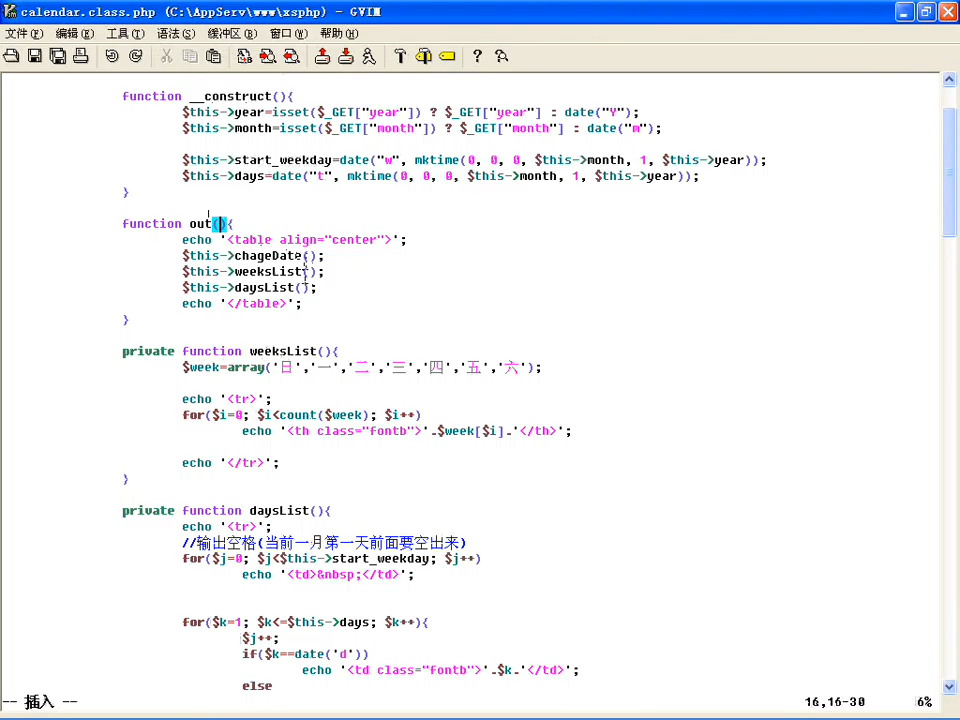 calendar.class.php (C:\AppServ\www\xsphp) - GVIM
文件(F) 编辑(E) 工具(T) 语法(S) 缓冲区(B) 窗口(W) 帮助(H)
function __construct(){
$this->year=isset($_GET["year"]) ? $_GET["year"] : date("Y");
$this->month=isset($_GET["month"]) ? $_GET["month"] : date("m");
$this->start_weekday=date("w", mktime(0, 0, 0, $this->month, 1, $this->year));
$this->days=date("t", mktime(0, 0, 0, $this->month, 1, $this->year));
}
function out(){
echo '<table align="center">';
$this->chageDate();
$this->weeksList();
$this->daysList();
echo '</table>';
}
private function weeksList(){
$week=array('日','一','二','三','四','五','六');
echo '<tr>';
for($i=0; $i<count($week); $i++)
echo '<th class="fontb">'.$week[$i].'</th>';
echo '</tr>';
}
private function daysList(){
echo '<tr>';
//输出空格(当前一月第一天前面要空出来)
for($j=0; $j<$this->start_weekday; $j++)
echo '<td>&nbsp;</td>';
for($k=1; $k<=$this->days; $k++){
$j++;
if($k==date('d'))
echo '<td class="fontb">'.$k.'</td>';
else
-- 插入 --
16,16-30
6%